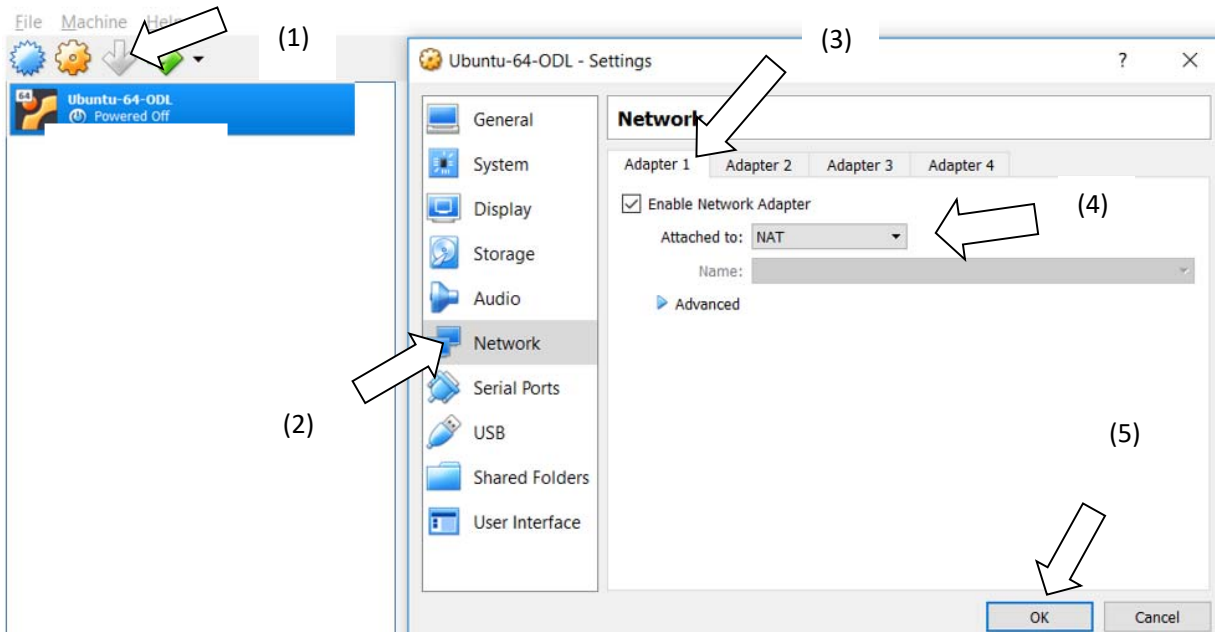 File Machine Help
(1)
64
Ubuntu-64-ODL
Powered Off
(2)
Ubuntu-64-ODL - Settings
?
(3)
General
System
Display
Storage
Audio
Network
Serial Ports
USB
Shared Folders
User Interface
Network
Adapter 1 Adapter 2 Adapter 3 Adapter 4
Enable Network Adapter
(4)
Attached to: NAT
Name:
Advanced
(5)
OK Cancel